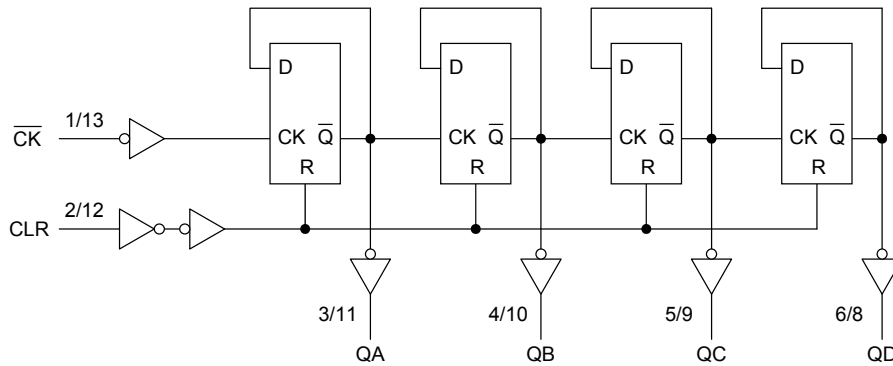 D D D D
C̅K̅ 1/13 CK Q̅ CK Q̅ CK Q̅ CK Q̅
R R R R
CLR 2/12
3/11 4/10 5/9 6/8
QA QB QC QD